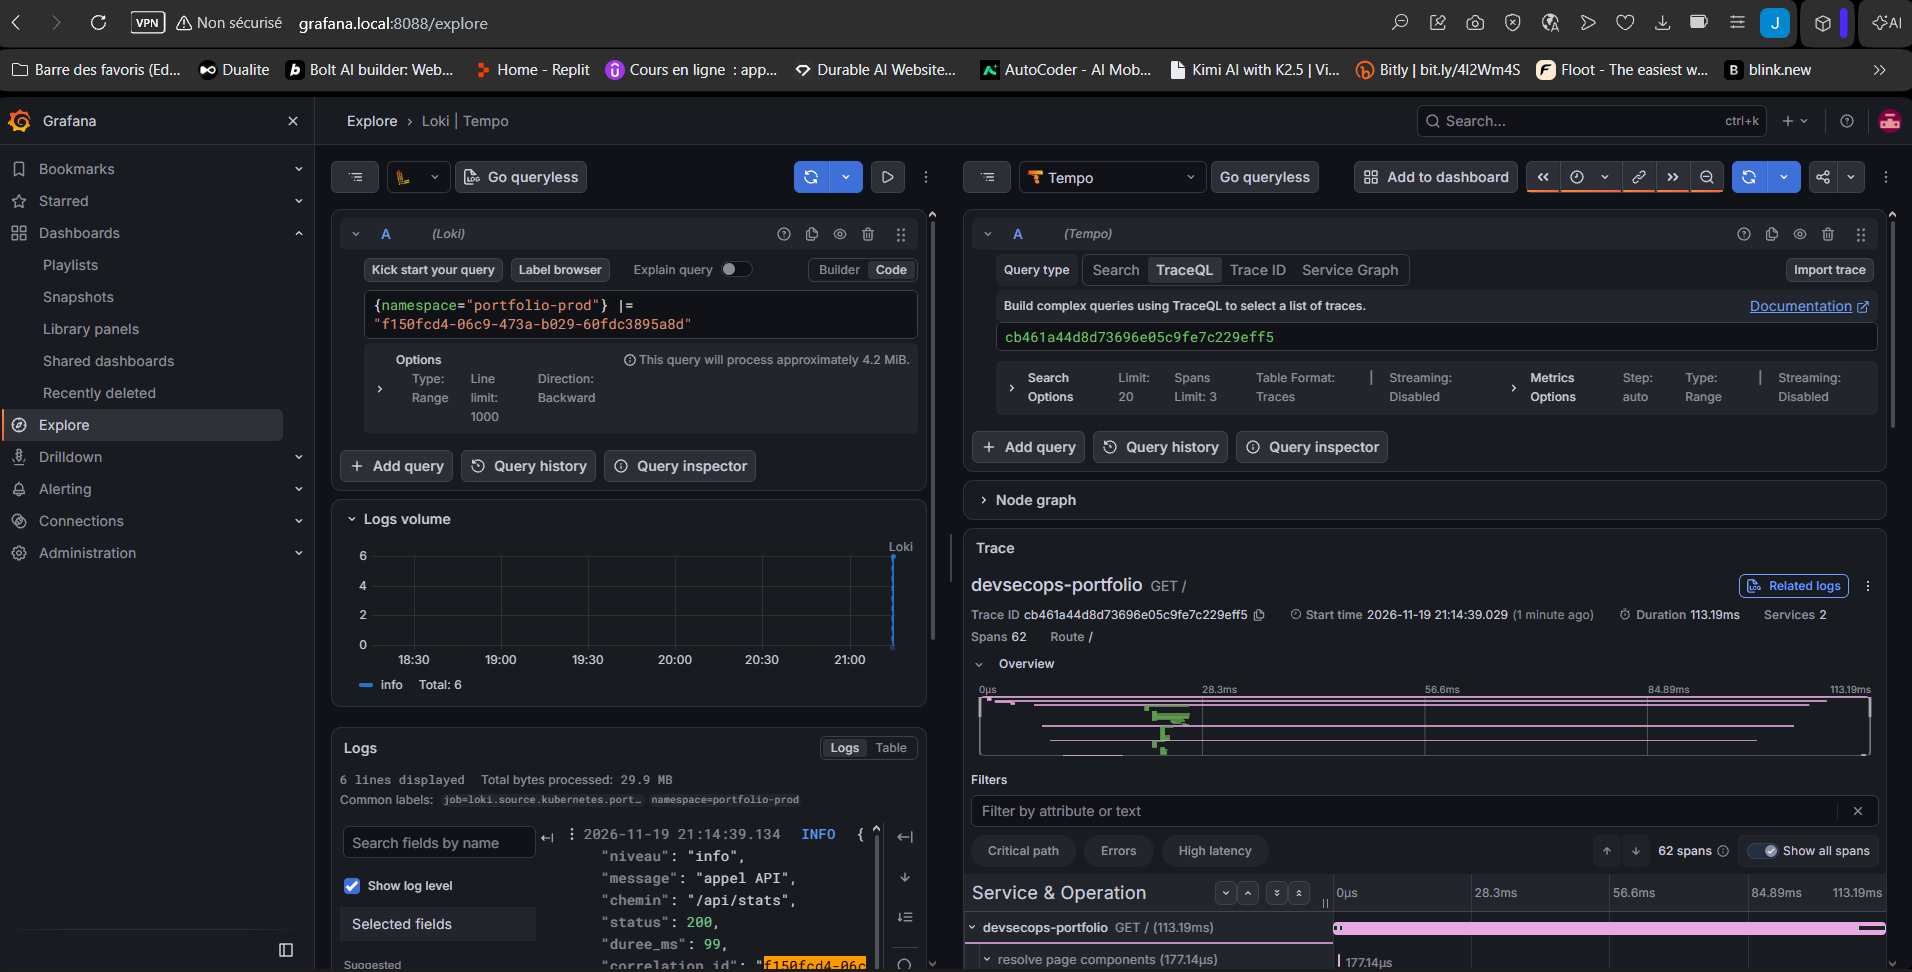 VPN Non sécurisé grafana.local:8088/explore J AI
Barre des favoris (Ed... Dualite Bolt AI builder: Web... Home - Replit Cours en ligne : app... Durable AI Website... AutoCoder - AI Mob... Kimi AI with K2.5 | Vi... Bitly | bit.ly/4l2Wm4S Floot - The easiest w... blink.new
Grafana
Explore › Loki | Tempo
Search... ctrl+k
Bookmarks
Starred
Dashboards
Playlists
Snapshots
Library panels
Shared dashboards
Recently deleted
Explore
Drilldown
Alerting
Connections
Administration
Go queryless
A (Loki)
Kick start your query Label browser Explain query Builder Code
{namespace="portfolio-prod"} |=
"f150fcd4-06c9-473a-b029-60fdc3895a8d"
Options This query will process approximately 4.2 MiB.
Type: Line Direction:
Range limit: Backward
1000
+ Add query Query history Query inspector
Logs volume
Loki
6
4
2
0
18:30 19:00 19:30 20:00 20:30 21:00
info Total: 6
Logs Logs Table
6 lines displayed Total bytes processed: 29.9 MB
Common labels: job=loki.source.kubernetes.port… namespace=portfolio-prod
Search fields by name
Show log level
Selected fields
Suggested
2026-11-19 21:14:39.134 INFO {
"niveau": "info",
"message": "appel API",
"chemin": "/api/stats",
"status": 200,
"duree_ms": 99,
"correlation_id": "f150fcd4-06c
Tempo Go queryless Add to dashboard
A (Tempo)
Query type Search TraceQL Trace ID Service Graph Import trace
Build complex queries using TraceQL to select a list of traces. Documentation
cb461a44d8d73696e05c9fe7c229eff5
Search Limit: Spans Table Format: | Streaming: Metrics Step: Type: | Streaming:
Options 20 Limit: 3 Traces Disabled Options auto Range Disabled
+ Add query Query history Query inspector
Node graph
Trace
devsecops-portfolio GET / Related logs
Trace ID cb461a44d8d73696e05c9fe7c229eff5 Start time 2026-11-19 21:14:39.029 (1 minute ago) Duration 113.19ms Services 2
Spans 62 Route /
Overview
0µs 28.3ms 56.6ms 84.89ms 113.19ms
Filters
Filter by attribute or text
Critical path Errors High latency 62 spans Show all spans
Service & Operation 0µs 28.3ms 56.6ms 84.89ms 113.19ms
devsecops-portfolio GET / (113.19ms)
resolve page components (177.14µs) 177.14µs